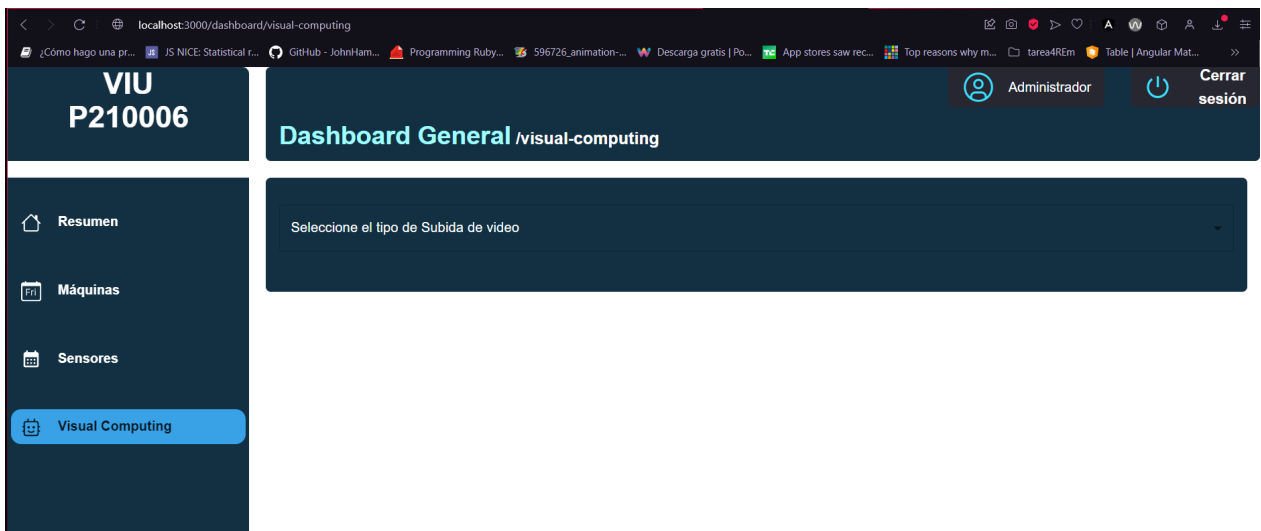 localhost:3000/dashboard/visual-computing
¿Cómo hago una pr... JS JS NICE: Statistical r... GitHub - JohnHam... Programming Ruby... 596726_animation-... Descarga gratis | Po... App stores saw rec... Top reasons why m... tarea4REm Table | Angular Mat...
VIU
P210006
Administrador
Cerrar
sesión
Dashboard General /visual-computing
Resumen
Seleccione el tipo de Subida de video
Fri Máquinas
Sensores
Visual Computing